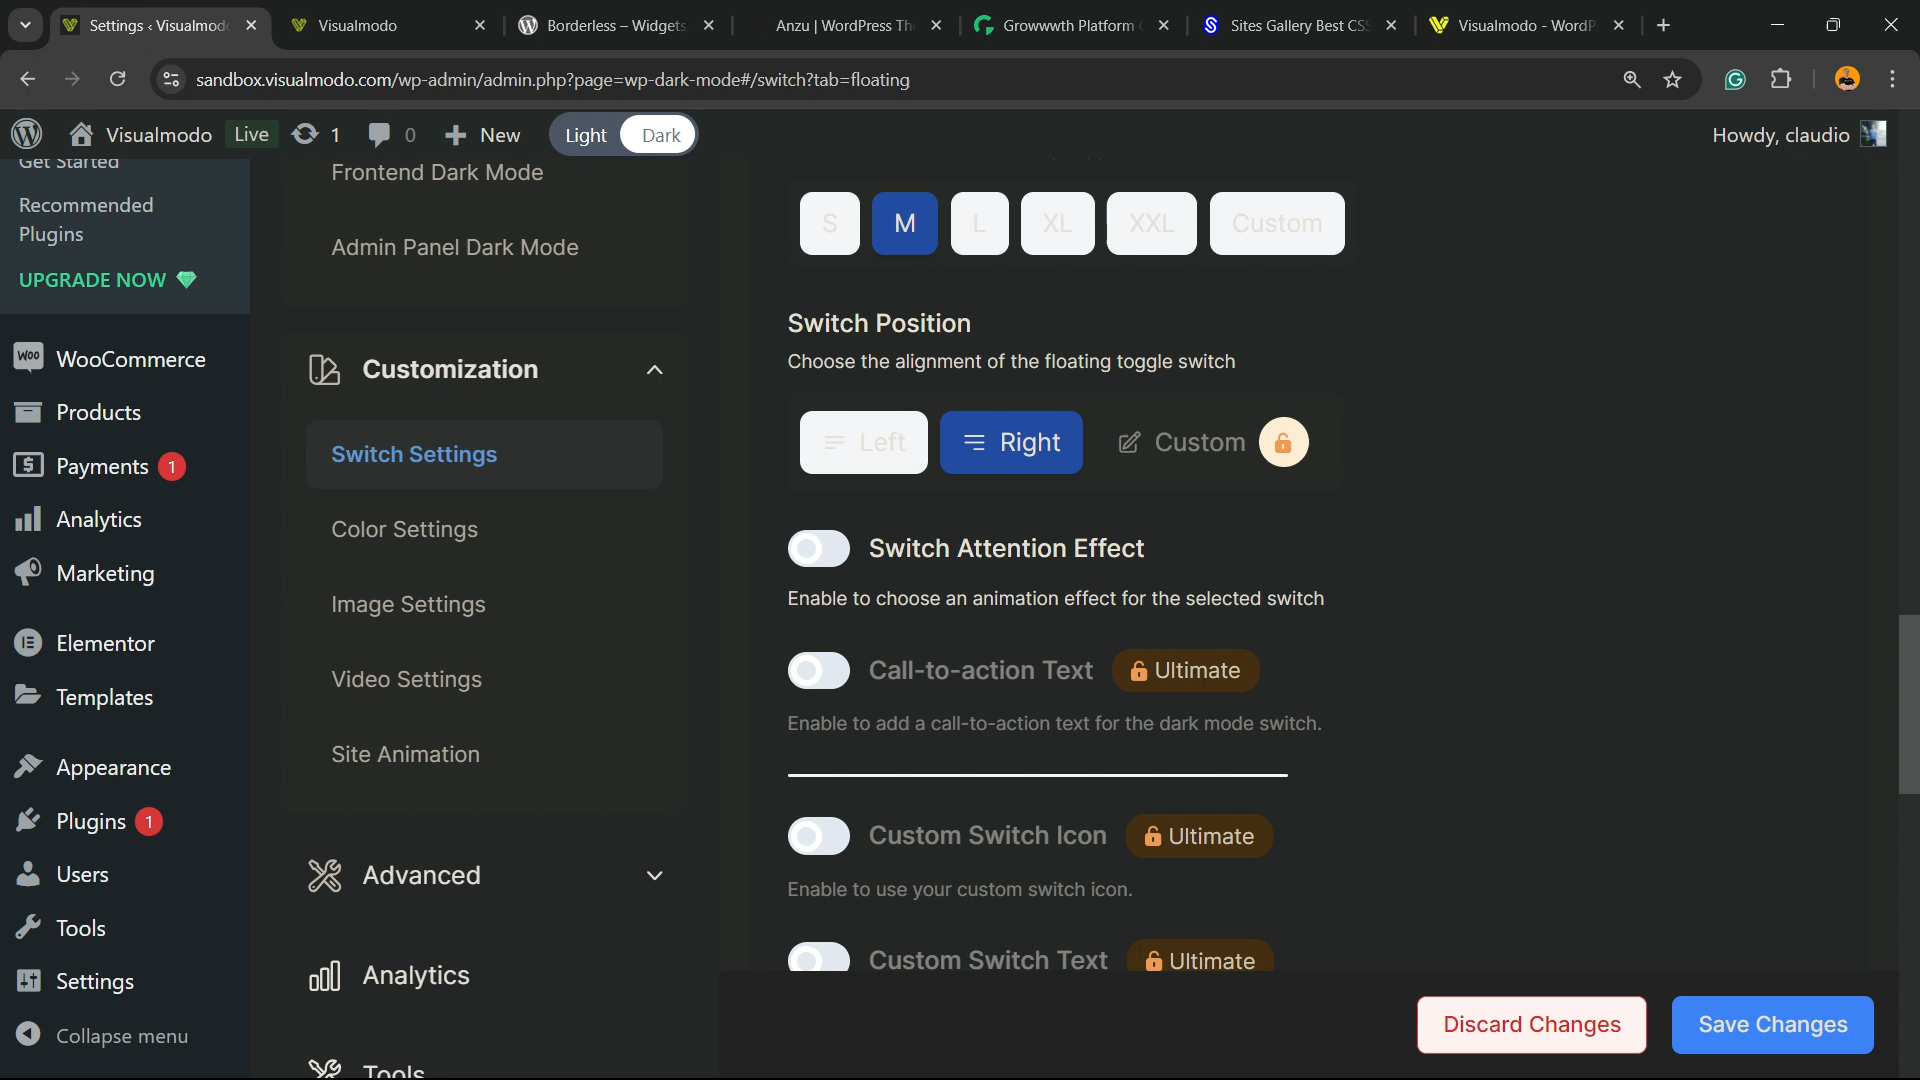 Settings ‹ Visualmod
Visualmodo
Borderless – Widgets
Anzu | WordPress Th
Growwwth Platform
Sites Gallery Best CSS
Visualmodo - WordP
sandbox.visualmodo.com/wp-admin/admin.php?page=wp-dark-mode#/switch?tab=floating
Visualmodo
Live
1
0
New
Light
Dark
Howdy, claudio
Get Started
Recommended
Plugins
UPGRADE NOW
WooCommerce
Products
Payments 1
Analytics
Marketing
Elementor
Templates
Appearance
Plugins 1
Users
Tools
Settings
Collapse menu
Frontend Dark Mode
Admin Panel Dark Mode
Customization
Switch Settings
Color Settings
Image Settings
Video Settings
Site Animation
Advanced
Analytics
Tools
S
M
L
XL
XXL
Custom
Switch Position
Choose the alignment of the floating toggle switch
Left
Right
Custom
Switch Attention Effect
Enable to choose an animation effect for the selected switch
Call-to-action Text
Ultimate
Enable to add a call-to-action text for the dark mode switch.
Custom Switch Icon
Ultimate
Enable to use your custom switch icon.
Custom Switch Text
Ultimate
Discard Changes
Save Changes